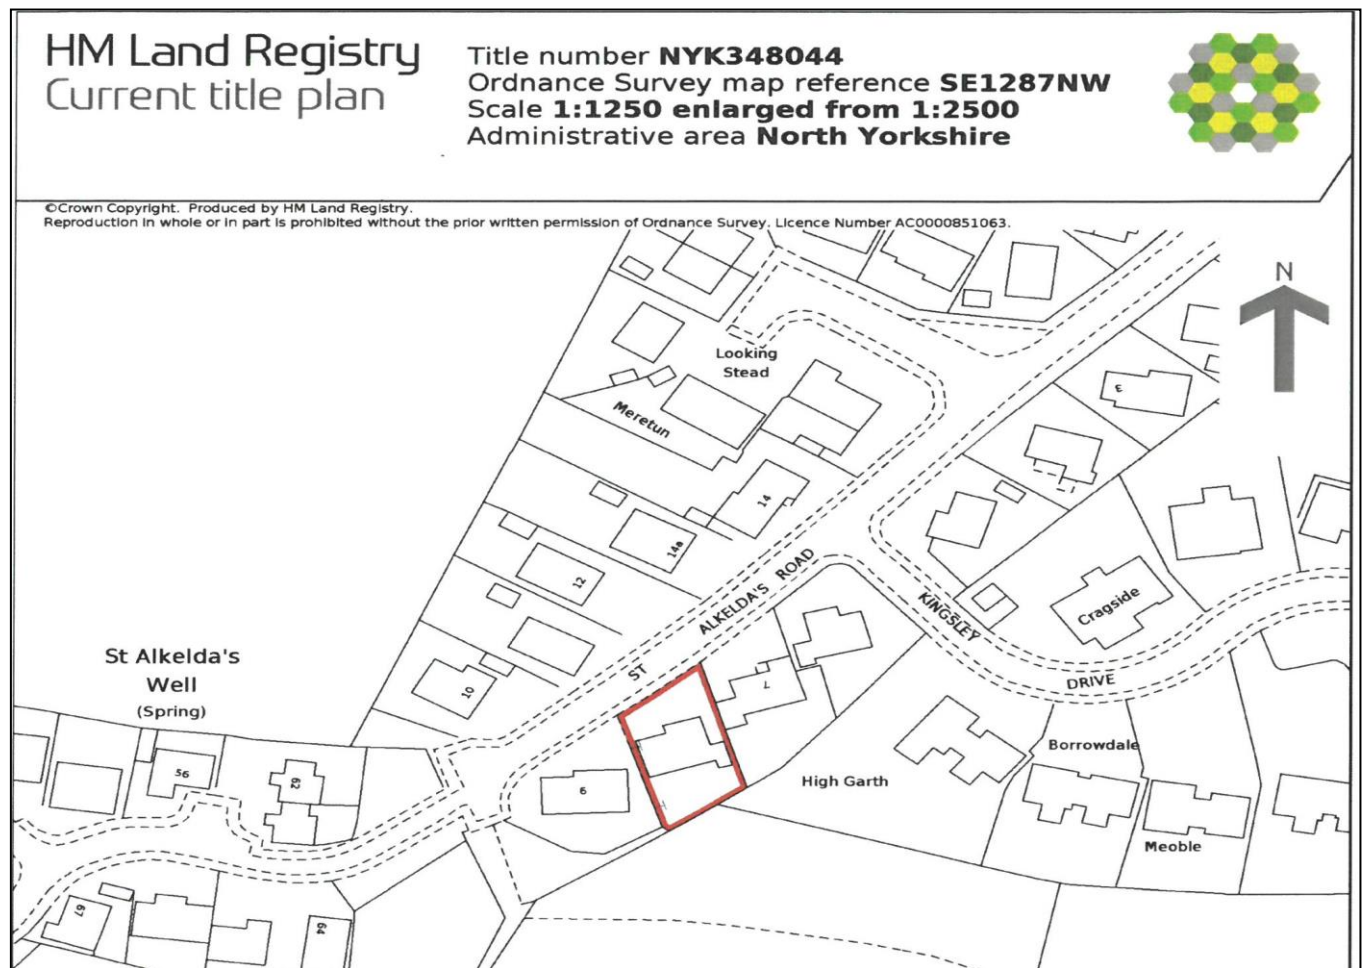 HM Land Registry
Current title plan
Title number NYK348044
Ordnance Survey map reference SE1287NW
Scale 1:1250 enlarged from 1:2500
Administrative area North Yorkshire
©Crown Copyright. Produced by HM Land Registry.
Reproduction in whole or in part is prohibited without the prior written permission of Ordnance Survey. Licence Number AC0000851063.
N
Looking
Stead
3
Meretun
14
14a
12
ST ALKELDA'S ROAD
KINGSLEY DRIVE
Cragside
St Alkelda's
Well
(Spring)
10
7
Borrowdale
56
62
6
High Garth
Meoble
67
64